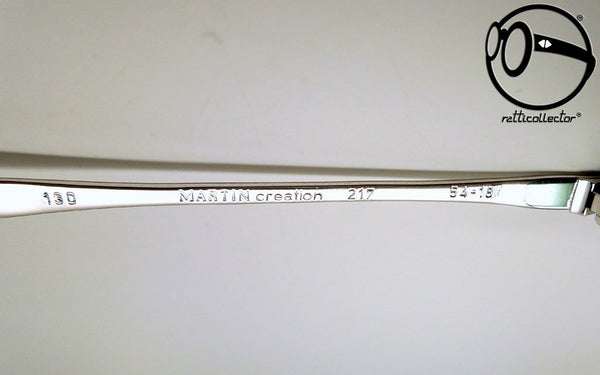 retticollector®
130 MARTIN creation 217 54-18